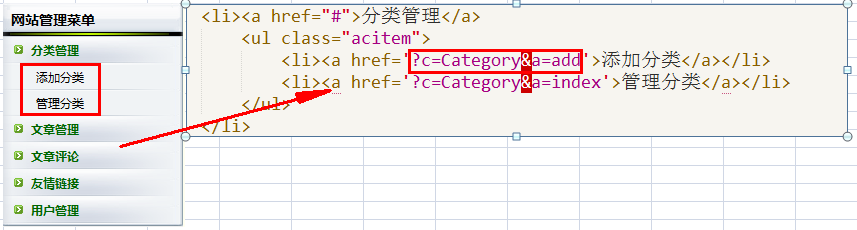 网站管理菜单
分类管理
添加分类
管理分类
文章管理
文章评论
友情链接
用户管理
<li><a href="#">分类管理</a>
<ul class="acitem">
<li><a href='?c=Category&a=add'>添加分类</a></li>
<li><a href='?c=Category&a=index'>管理分类</a></li>
</ul>
</li>